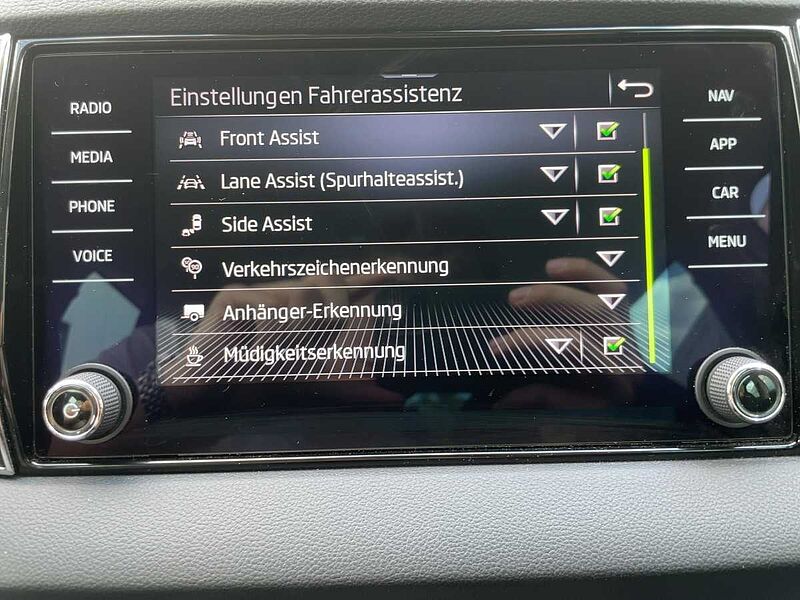 Einstellungen Fahrerassistenz
RADIO
MEDIA
PHONE
VOICE
Front Assist
Lane Assist (Spurhalteassist.)
Side Assist
Verkehrszeichenerkennung
Anhänger-Erkennung
Müdigkeitserkennung
NAV
APP
CAR
MENU